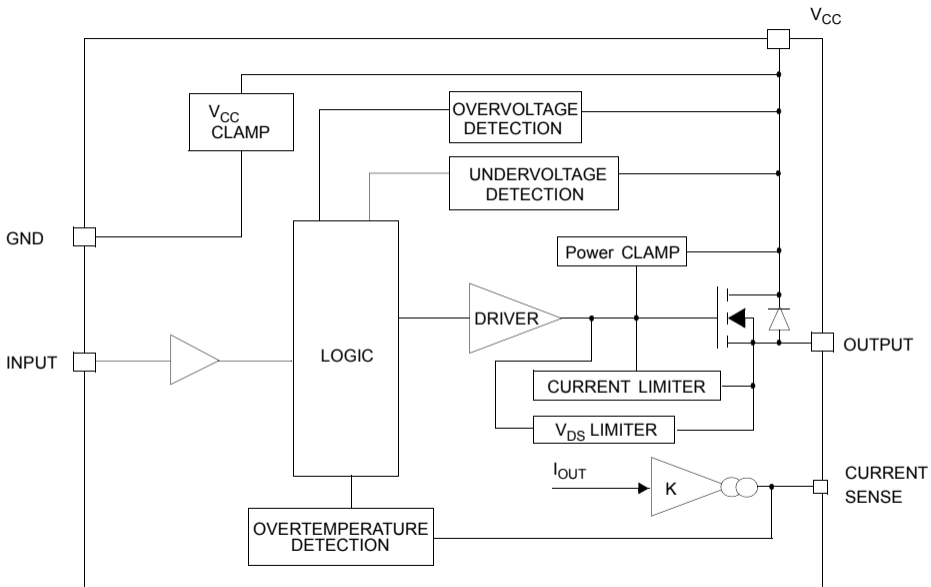 VCC
VCC
CLAMP
OVERVOLTAGE
DETECTION
UNDERVOLTAGE
DETECTION
GND
Power CLAMP
DRIVER
INPUT
LOGIC
OUTPUT
CURRENT LIMITER
VDS LIMITER
IOUT
K
CURRENT
SENSE
OVERTEMPERATURE
DETECTION